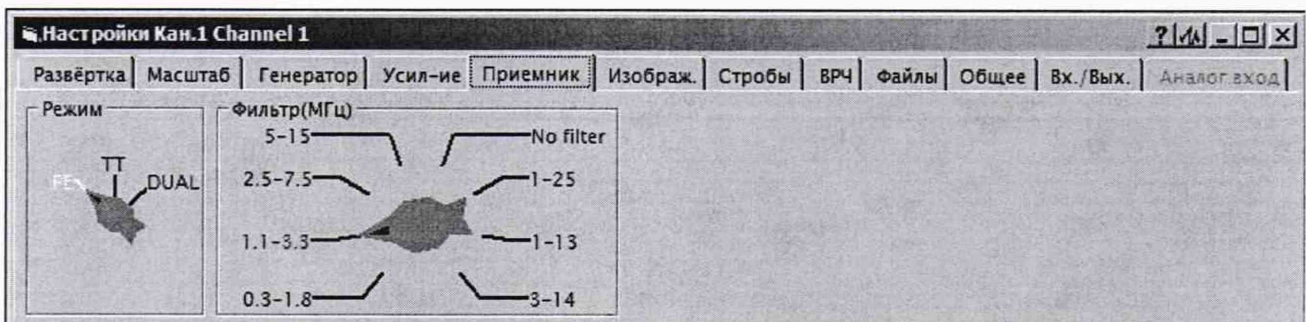 Настройки Кан.1 Channel 1
Развёртка Масштаб Генератор Усил-ие Приемник Изображ. Стробы ВРЧ Файлы Общее Вх./Вых. Аналог.вход
Режим
FE
TT
DUAL
Фильтр(МГц)
5-15
No filter
2.5-7.5
1-25
1.1-3.3
1-13
0.3-1.8
3-14